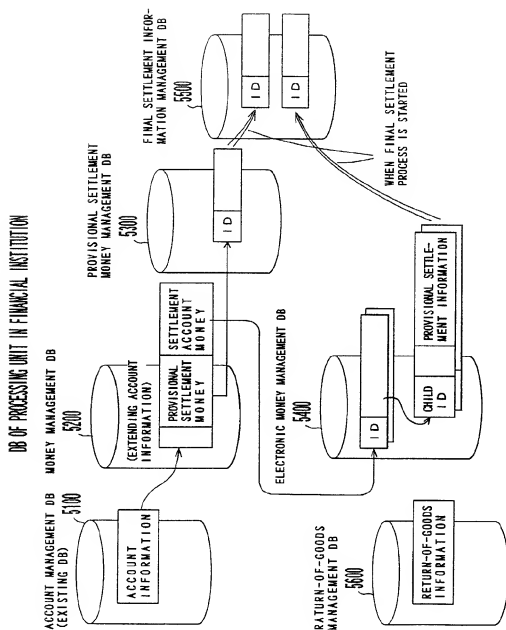 DB OF PROCESSING UNIT IN FINANCIAL INSTITUTION
ACCOUNT MANAGEMENT DB
(EXISTING DB)
5100
ACCOUNT
INFORMATION
MONEY MANAGEMENT DB
5200
(EXTENDING ACCOUNT
INFORMATION)
PROVISIONAL
SETTLEMENT
MONEY
SETTLEMENT
ACCOUNT
MONEY
PROVISIONAL SETTLEMENT
MONEY MANAGEMENT DB
5300
ID
FINAL SETTLEMENT INFOR-
MATION MANAGEMENT DB
5500
ID
ID
WHEN FINAL SETTLEMENT
PROCESS IS STARTED
RATURN-OF-GOODS
MANAGEMENT DB
5600
RETURN-OF-GOODS
INFORMATION
ELECTRONIC MONEY MANAGEMENT DB
5400
ID
CHILD
ID
PROVISIONAL SETTLE-
MENT INFORMATION